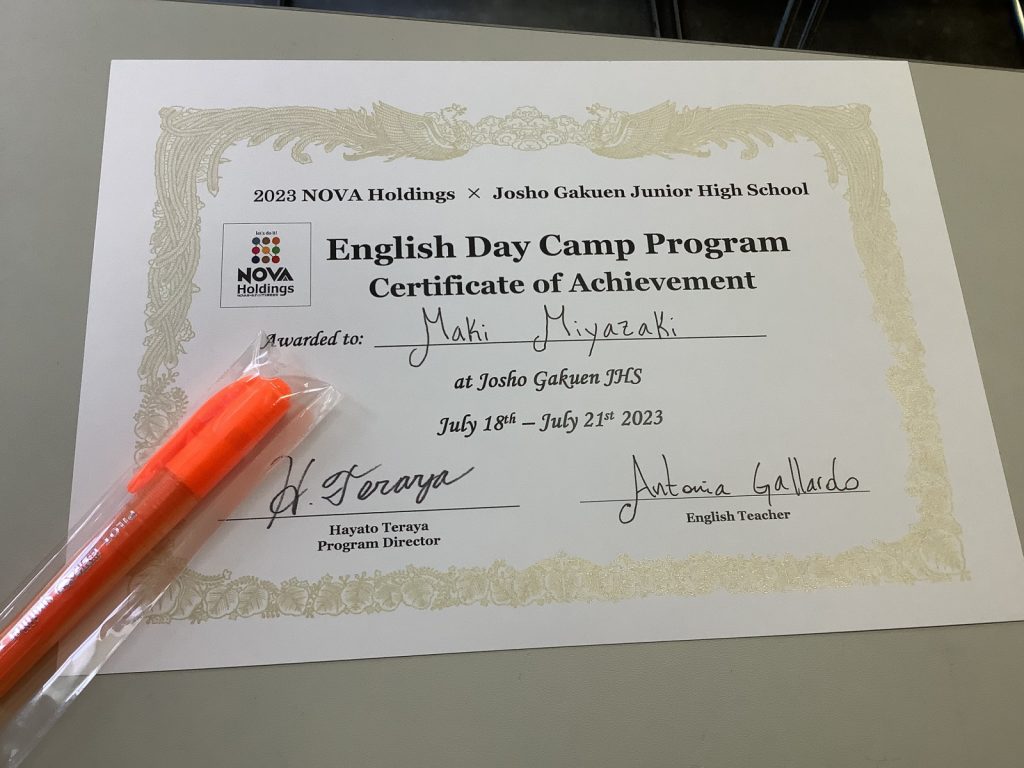 2023 NOVA Holdings × Josho Gakuen Junior High School
let's do it!
NOVA
Holdings
English Day Camp Program
Certificate of Achievement
Awarded to: Maki Miyazaki
at Josho Gakuen JHS
July 18th – July 21st 2023
H. Teraya
Hayato Teraya
Program Director
Antonia Gallardo
English Teacher
PILOT